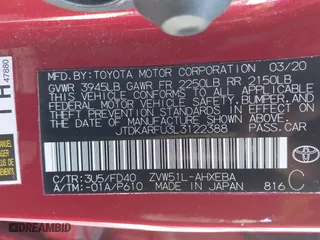 MFD. BY: TOYOTA MOTOR CORPORATION 03/20
GVWR 3945LB GAWR FR 2250LB RR 2150LB
THIS VEHICLE CONFORMS TO ALL APPLICABLE
FEDERAL MOTOR VEHICLE SAFETY, BUMPER, AND
THEFT PREVENTION STANDARDS IN EFFECT ON THE DATE
OF MANUFACTURE SHOWN ABOVE.
JTDKARFU3L3122388 PASS.CAR
C/TR: 3U5/FD40 ZVW51L-AHXEBA
A/TM: -01A/P610 MADE IN JAPAN 816 C
TOYOTA
47880